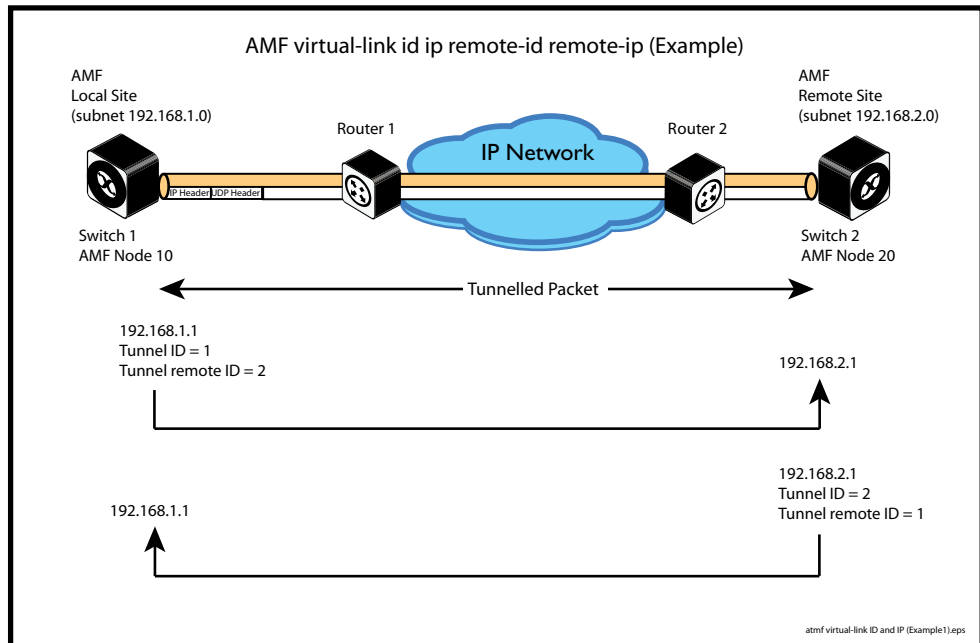 AMF virtual-link id ip remote-id remote-ip (Example)
AMF
Local Site
(subnet 192.168.1.0)
AMF
Remote Site
(subnet 192.168.2.0)
Router 1
Router 2
IP Network
IP Header
UDP Header
Switch 1
AMF Node 10
Switch 2
AMF Node 20
Tunnelled Packet
192.168.1.1
Tunnel ID = 1
Tunnel remote ID = 2
192.168.2.1
192.168.2.1
Tunnel ID = 2
Tunnel remote ID = 1
192.168.1.1
atmf virtual-link ID and IP (Example1).eps